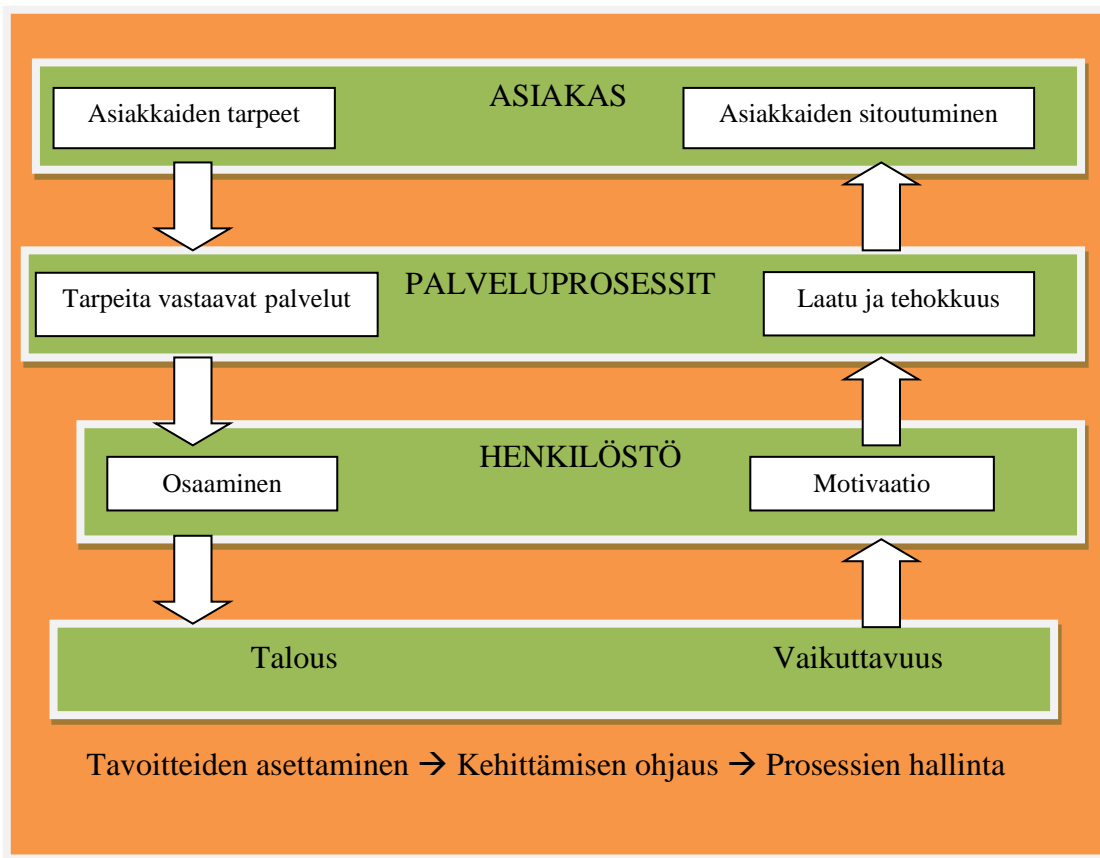 ASIAKAS
Asiakkaiden tarpeet
Asiakkaiden sitoutuminen
PALVELUPROSESSIT
Tarpeita vastaavat palvelut
Laatu ja tehokkuus
HENKILÖSTÖ
Osaaminen
Motivaatio
Talous
Vaikuttavuus
Tavoitteiden asettaminen → Kehittämisen ohjaus → Prosessien hallinta